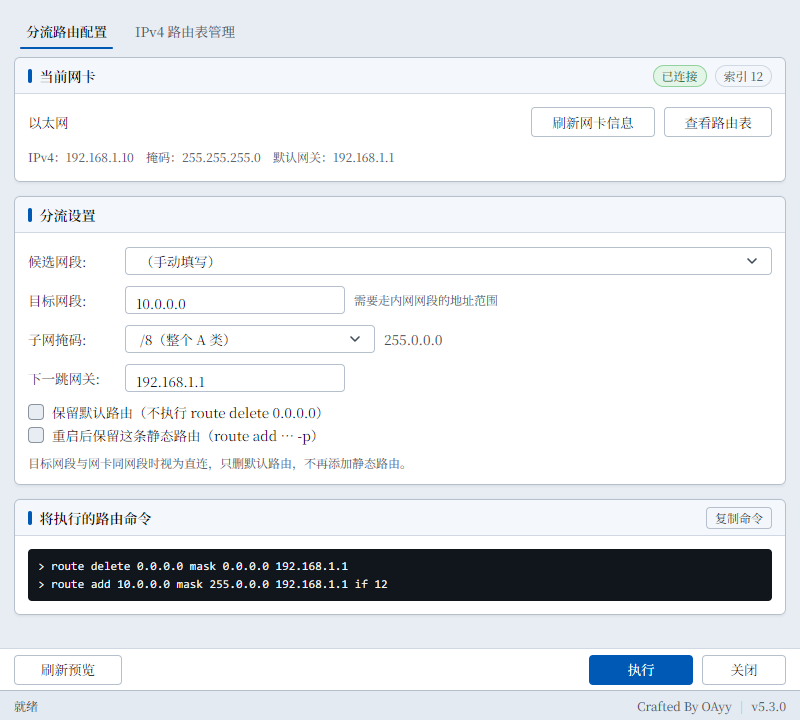 分流路由配置 IPv4 路由表管理
当前网卡 已连接 索引 12
以太网 刷新网卡信息 查看路由表
IPv4: 192.168.1.10 掩码: 255.255.255.0 默认网关: 192.168.1.1
分流设置
候选网段: （手动填写）
目标网段: 10.0.0.0 需要走内网网段的地址范围
子网掩码: /8（整个 A 类） 255.0.0.0
下一跳网关: 192.168.1.1
保留默认路由（不执行 route delete 0.0.0.0）
重启后保留这条静态路由（route add … -p）
目标网段与网卡同网段时视为直连，只删默认路由，不再添加静态路由。
将执行的路由命令 复制命令
> route delete 0.0.0.0 mask 0.0.0.0 192.168.1.1
> route add 10.0.0.0 mask 255.0.0.0 192.168.1.1 if 12
刷新预览 执行 关闭
就绪 Crafted By OAyy | v5.3.0